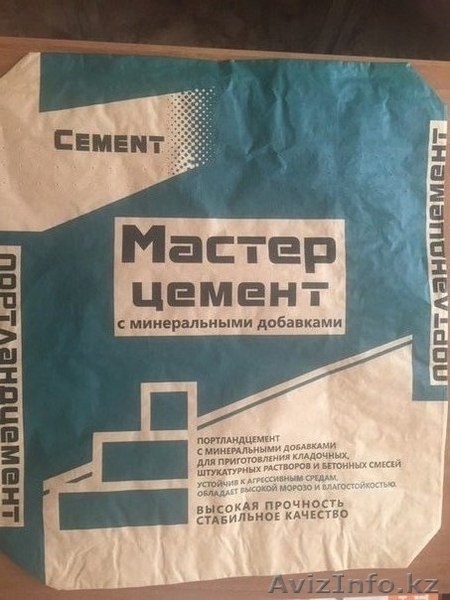 Cement
Мастер
цемент
с минеральными добавками
портландцемент
портландцемент
ПОРТЛАНДЦЕМЕНТ
С МИНЕРАЛЬНЫМИ ДОБАВКАМИ
ДЛЯ ПРИГОТОВЛЕНИЯ КЛАДОЧНЫХ,
ШТУКАТУРНЫХ РАСТВОРОВ И БЕТОННЫХ СМЕСЕЙ
УСТОЙЧИВ К АГРЕССИВНЫМ СРЕДАМ,
ОБЛАДАЕТ ВЫСОКОЙ МОРОЗО И ВЛАГОСТОЙКОСТЬЮ.
ВЫСОКАЯ ПРОЧНОСТЬ
СТАБИЛЬНОЕ КАЧЕСТВО
AvizInfo.kz